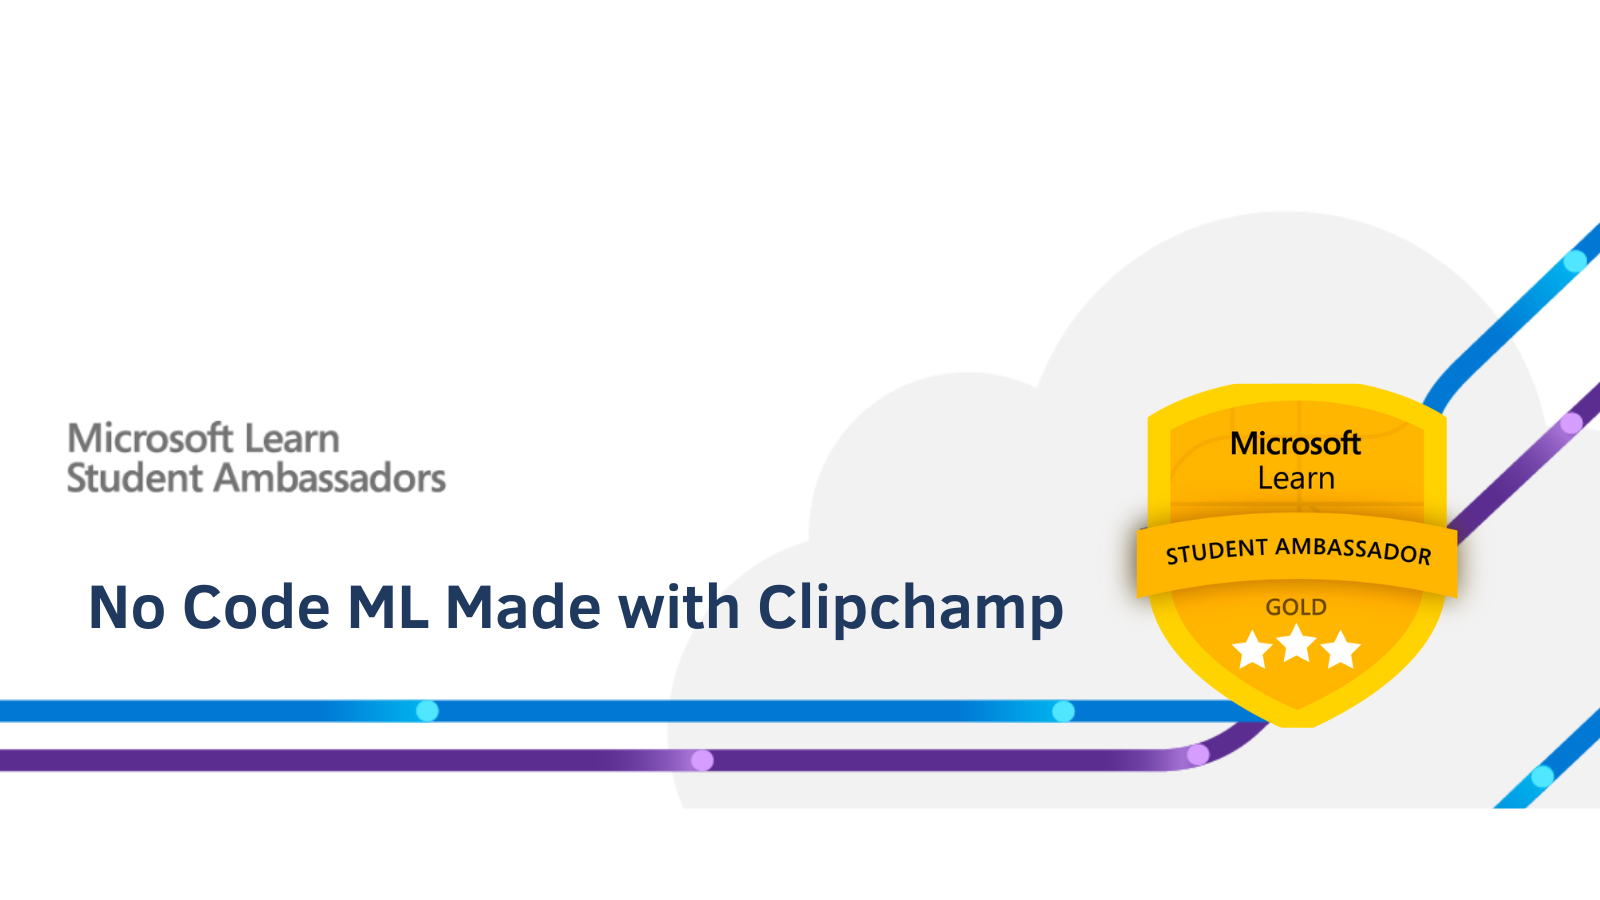 Microsoft Learn
Student Ambassadors
No Code ML Made with Clipchamp
Microsoft
Learn
STUDENT AMBASSADOR
GOLD